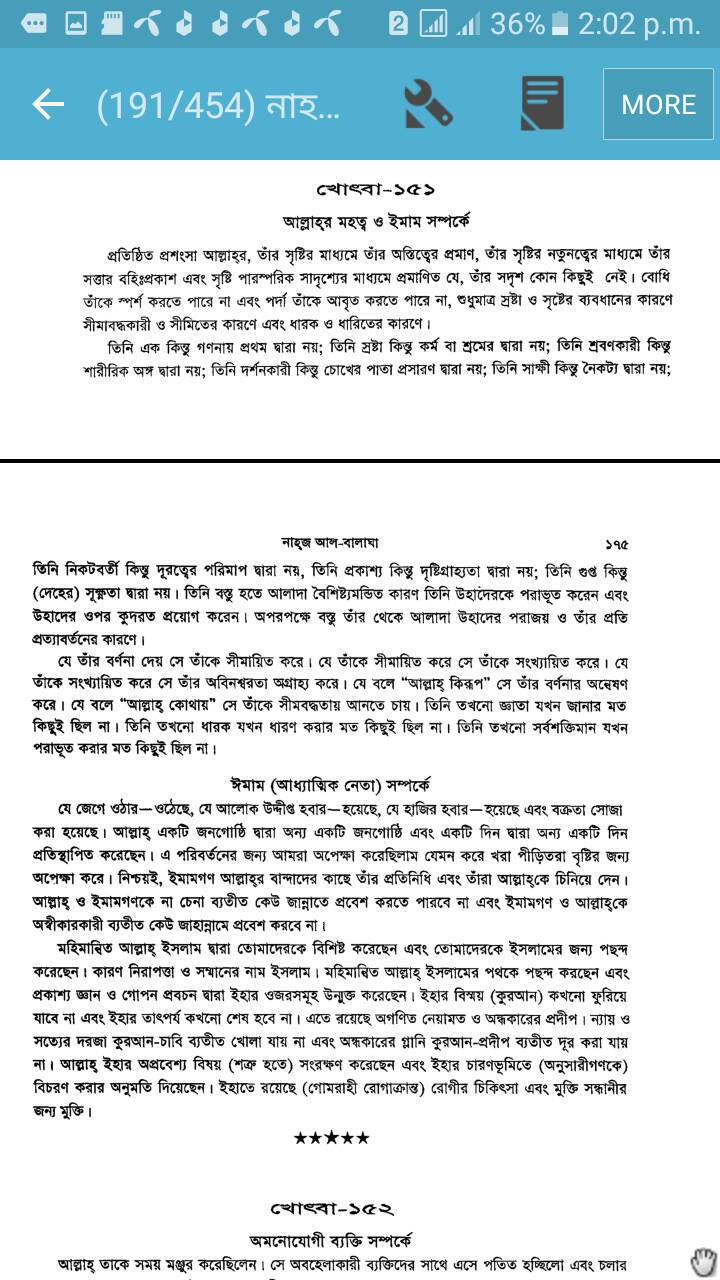 2 36% 2:02 p.m.
(191/454) নাহ... MORE
খোৎবা-১৫১
আল্লাহ্‌র মহত্ব ও ইমাম সম্পর্কে
প্রতিষ্ঠিত প্রশংসা আল্লাহ্‌র, তাঁর সৃষ্টির মাধ্যমে তাঁর অস্তিত্বের প্রমাণ, তাঁর সৃষ্টির নতুনত্বের মাধ্যমে তাঁর
সত্তার বহিঃপ্রকাশ এবং সৃষ্টি পারস্পরিক সাদৃশ্যের মাধ্যমে প্রমাণিত যে, তাঁর সদৃশ কোন কিছুই নেই। বোধি
তাঁকে স্পর্শ করতে পারে না এবং পর্দা তাঁকে আবৃত করতে পারে না, শুধুমাত্র স্রষ্টা ও সৃষ্টের ব্যবধানের কারণে
সীমাবদ্ধকারী ও সীমিতের কারণে এবং ধারক ও ধারিতের কারণে।
তিনি এক কিন্তু গণনায় প্রথম দ্বারা নয়; তিনি স্রষ্টা কিন্তু কর্ম বা শ্রমের দ্বারা নয়; তিনি শ্রবণকারী কিন্তু
শারীরিক অঙ্গ দ্বারা নয়; তিনি দর্শনকারী কিন্তু চোখের পাতা প্রসারণ দ্বারা নয়; তিনি সাক্ষী কিন্তু নৈকট্য দ্বারা নয়;
নাহ্‌জ আল-বালাঘা ১৭৫
তিনি নিকটবর্তী কিন্তু দূরত্বের পরিমাপ দ্বারা নয়, তিনি প্রকাশ্য কিন্তু দৃষ্টিগ্রাহ্যতা দ্বারা নয়; তিনি গুপ্ত কিন্তু
(দেহের) সূক্ষ্ণতা দ্বারা নয়। তিনি বস্তু হতে আলাদা বৈশিষ্ট্যমন্ডিত কারণ তিনি উহাদেরকে পরাভূত করেন এবং
উহাদের ওপর কুদরত প্রয়োগ করেন। অপরপক্ষে বস্তু তাঁর থেকে আলাদা উহাদের পরাজয় ও তাঁর প্রতি
প্রত্যাবর্তনের কারণে।
যে তাঁর বর্ণনা দেয় সে তাঁকে সীমায়িত করে। যে তাঁকে সীমায়িত করে সে তাঁকে সংখ্যায়িত করে। যে
তাঁকে সংখ্যায়িত করে সে তাঁর অবিনশ্বরতা অগ্রাহ্য করে। যে বলে “আল্লাহ্ কিরূপ” সে তাঁর বর্ণনার অন্বেষণ
করে। যে বলে “আল্লাহ্ কোথায়” সে তাঁকে সীমবদ্ধতায় আনতে চায়। তিনি তখনো জ্ঞাতা যখন জানার মত
কিছুই ছিল না। তিনি তখনো ধারক যখন ধারণ করার মত কিছুই ছিল না। তিনি তখনো সর্বশক্তিমান যখন
পরাভূত করার মত কিছুই ছিল না।
ঈমাম (আধ্যাত্মিক নেতা) সম্পর্কে
যে জেগে ওঠার—ওঠেছে, যে আলোক উদ্দীপ্ত হবার—হয়েছে, যে হাজির হবার—হয়েছে এবং বক্রতা সোজা
করা হয়েছে। আল্লাহ্ একটি জনগোষ্ঠি দ্বারা অন্য একটি জনগোষ্ঠি এবং একটি দিন দ্বারা অন্য একটি দিন
প্রতিস্থাপিত করেছেন। এ পরিবর্তনের জন্য আমরা অপেক্ষা করেছিলাম যেমন করে খরা পীড়িতরা বৃষ্টির জন্য
অপেক্ষা করে। নিশ্চয়ই, ইমামগণ আল্লাহ্‌র বান্দাদের কাছে তাঁর প্রতিনিধি এবং তাঁরা আল্লাহ্‌কে চিনিয়ে দেন।
আল্লাহ্ ও ইমামগণকে না চেনা ব্যতীত কেউ জান্নাতে প্রবেশ করতে পারবে না এবং ইমামগণ ও আল্লাহ্‌কে
অস্বীকারকারী ব্যতীত কেউ জাহান্নামে প্রবেশ করবে না।
মহিমান্বিত আল্লাহ্ ইসলাম দ্বারা তোমাদেরকে বিশিষ্ট করেছেন এবং তোমাদেরকে ইসলামের জন্য পছন্দ
করেছেন। কারণ নিরাপত্তা ও সম্মানের নাম ইসলাম। মহিমান্বিত আল্লাহ্ ইসলামের পথকে পছন্দ করছেন এবং
প্রকাশ্য জ্ঞান ও গোপন প্রবচন দ্বারা ইহার ওজরসমূহ উন্মুক্ত করেছেন। ইহার বিস্ময় (কুরআন) কখনো ফুরিয়ে
যাবে না এবং ইহার তাৎপর্য কখনো শেষ হবে না। এতে রয়েছে অগণিত নেয়ামত ও অন্ধকারের প্রদীপ। ন্যায় ও
সত্যের দরজা কুরআন-চাবি ব্যতীত খোলা যায় না এবং অন্ধকারের গ্লানি কুরআন-প্রদীপ ব্যতীত দূর করা যায়
না। আল্লাহ্ ইহার অপ্রবেশ্য বিষয় (শত্রু হতে) সংরক্ষণ করেছেন এবং ইহার চারণভূমিতে (অনুসারীগণকে)
বিচরণ করার অনুমতি দিয়েছেন। ইহাতে রয়েছে (গোমরাহী রোগাক্রান্ত) রোগীর চিকিৎসা এবং মুক্তি সন্ধানীর
জন্য মুক্তি।
★★★★★
খোৎবা-১৫২
অমনোযোগী ব্যক্তি সম্পর্কে
আল্লাহ্ তাকে সময় মঞ্জুর করেছিলেন। সে অবহেলাকারী ব্যক্তিদের সাথে এসে পতিত হচ্ছিলো এবং চলার